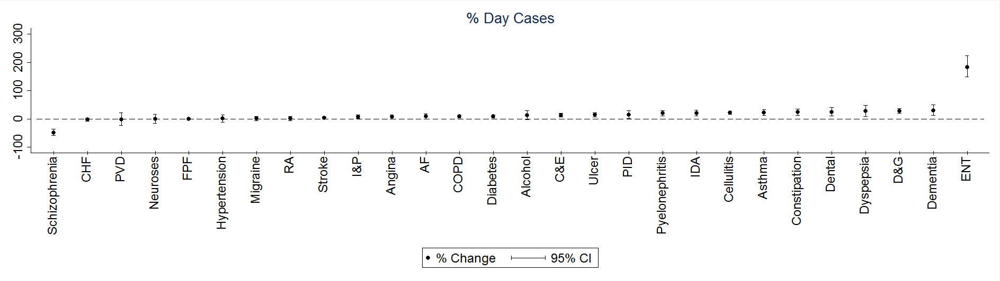 % Day Cases
300
200
100
0
-100
Schizophrenia
CHF
PVD
Neuroses
FPF
Hypertension
Migraine
RA
Stroke
I&P
Angina
AF
COPD
Diabetes
Alcohol
C&E
Ulcer
PID
Pyelonephritis
IDA
Cellulitis
Asthma
Constipation
Dental
Dyspepsia
D&G
Dementia
ENT
% Change 95% CI